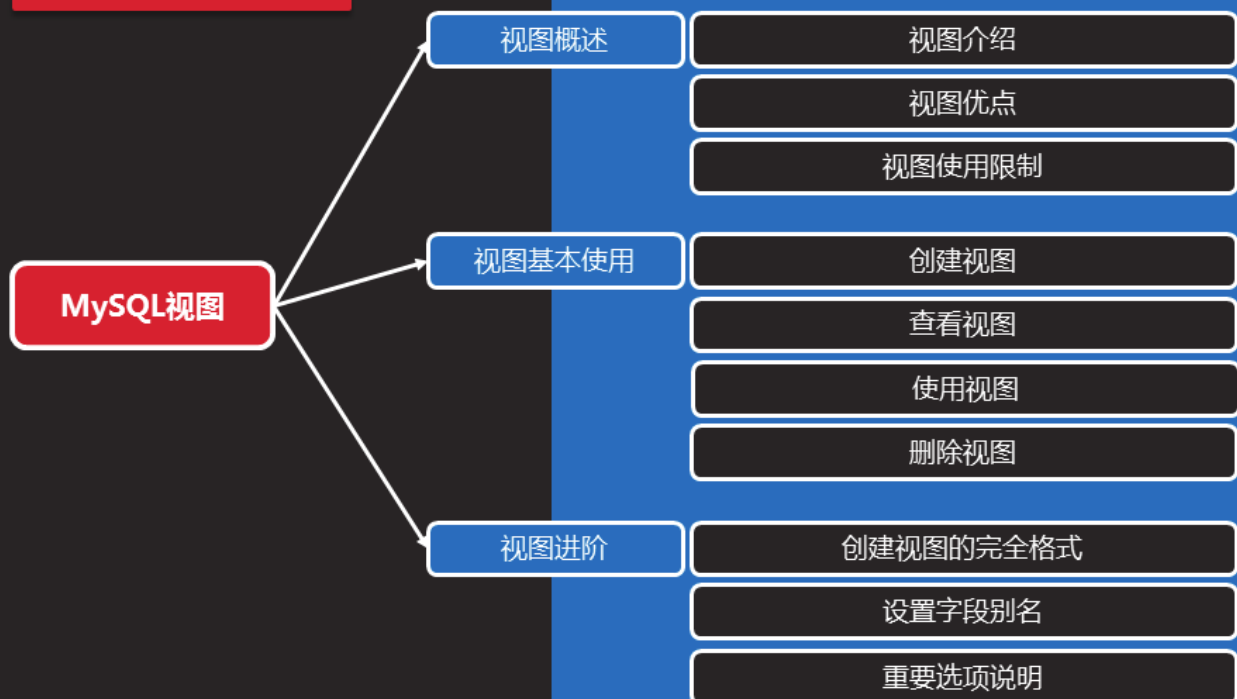 视图概述
视图介绍
视图优点
视图使用限制
MySQL视图
视图基本使用
创建视图
查看视图
使用视图
删除视图
视图进阶
创建视图的完全格式
设置字段别名
重要选项说明